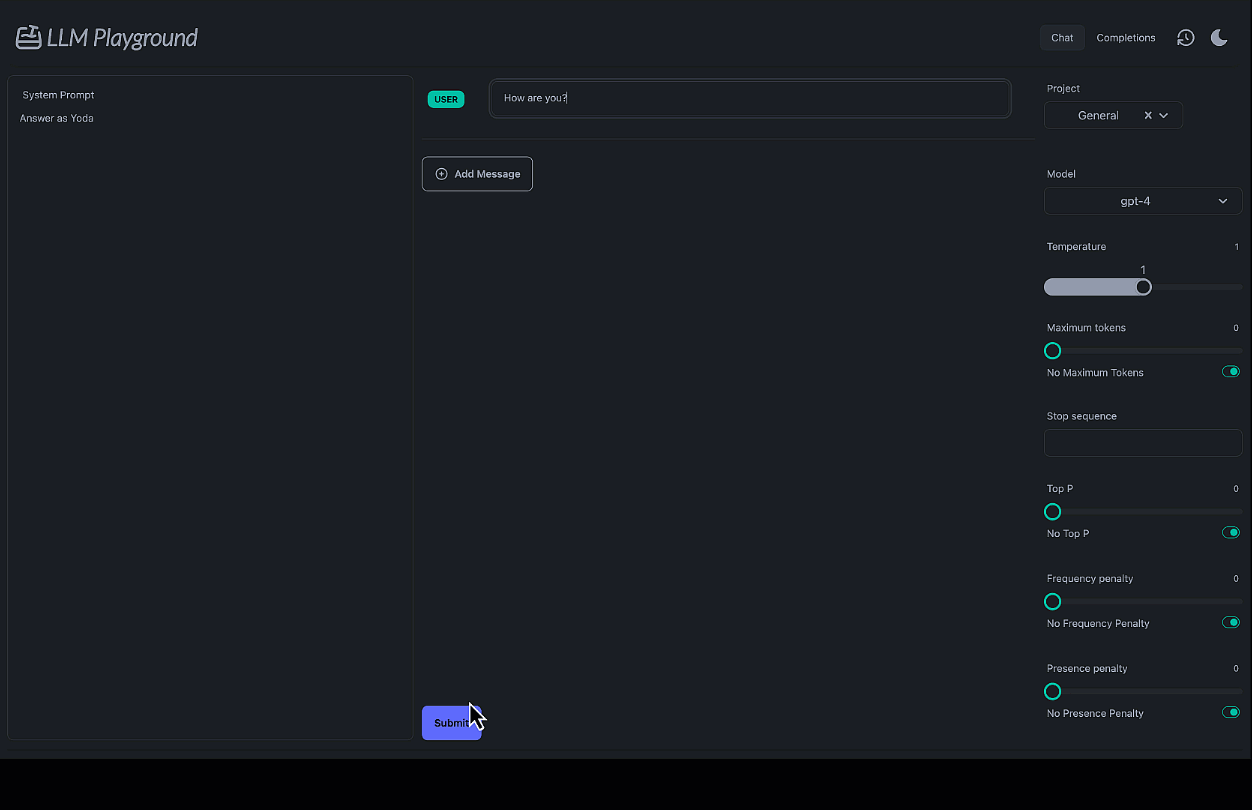 LLM Playground
Chat
Completions
System Prompt
Answer as Yoda
USER
How are you?
Add Message
Submit
Project
General
Model
gpt-4
Temperature 1
1
Maximum tokens 0
No Maximum Tokens
Stop sequence
Top P 0
No Top P
Frequency penalty 0
No Frequency Penalty
Presence penalty 0
No Presence Penalty